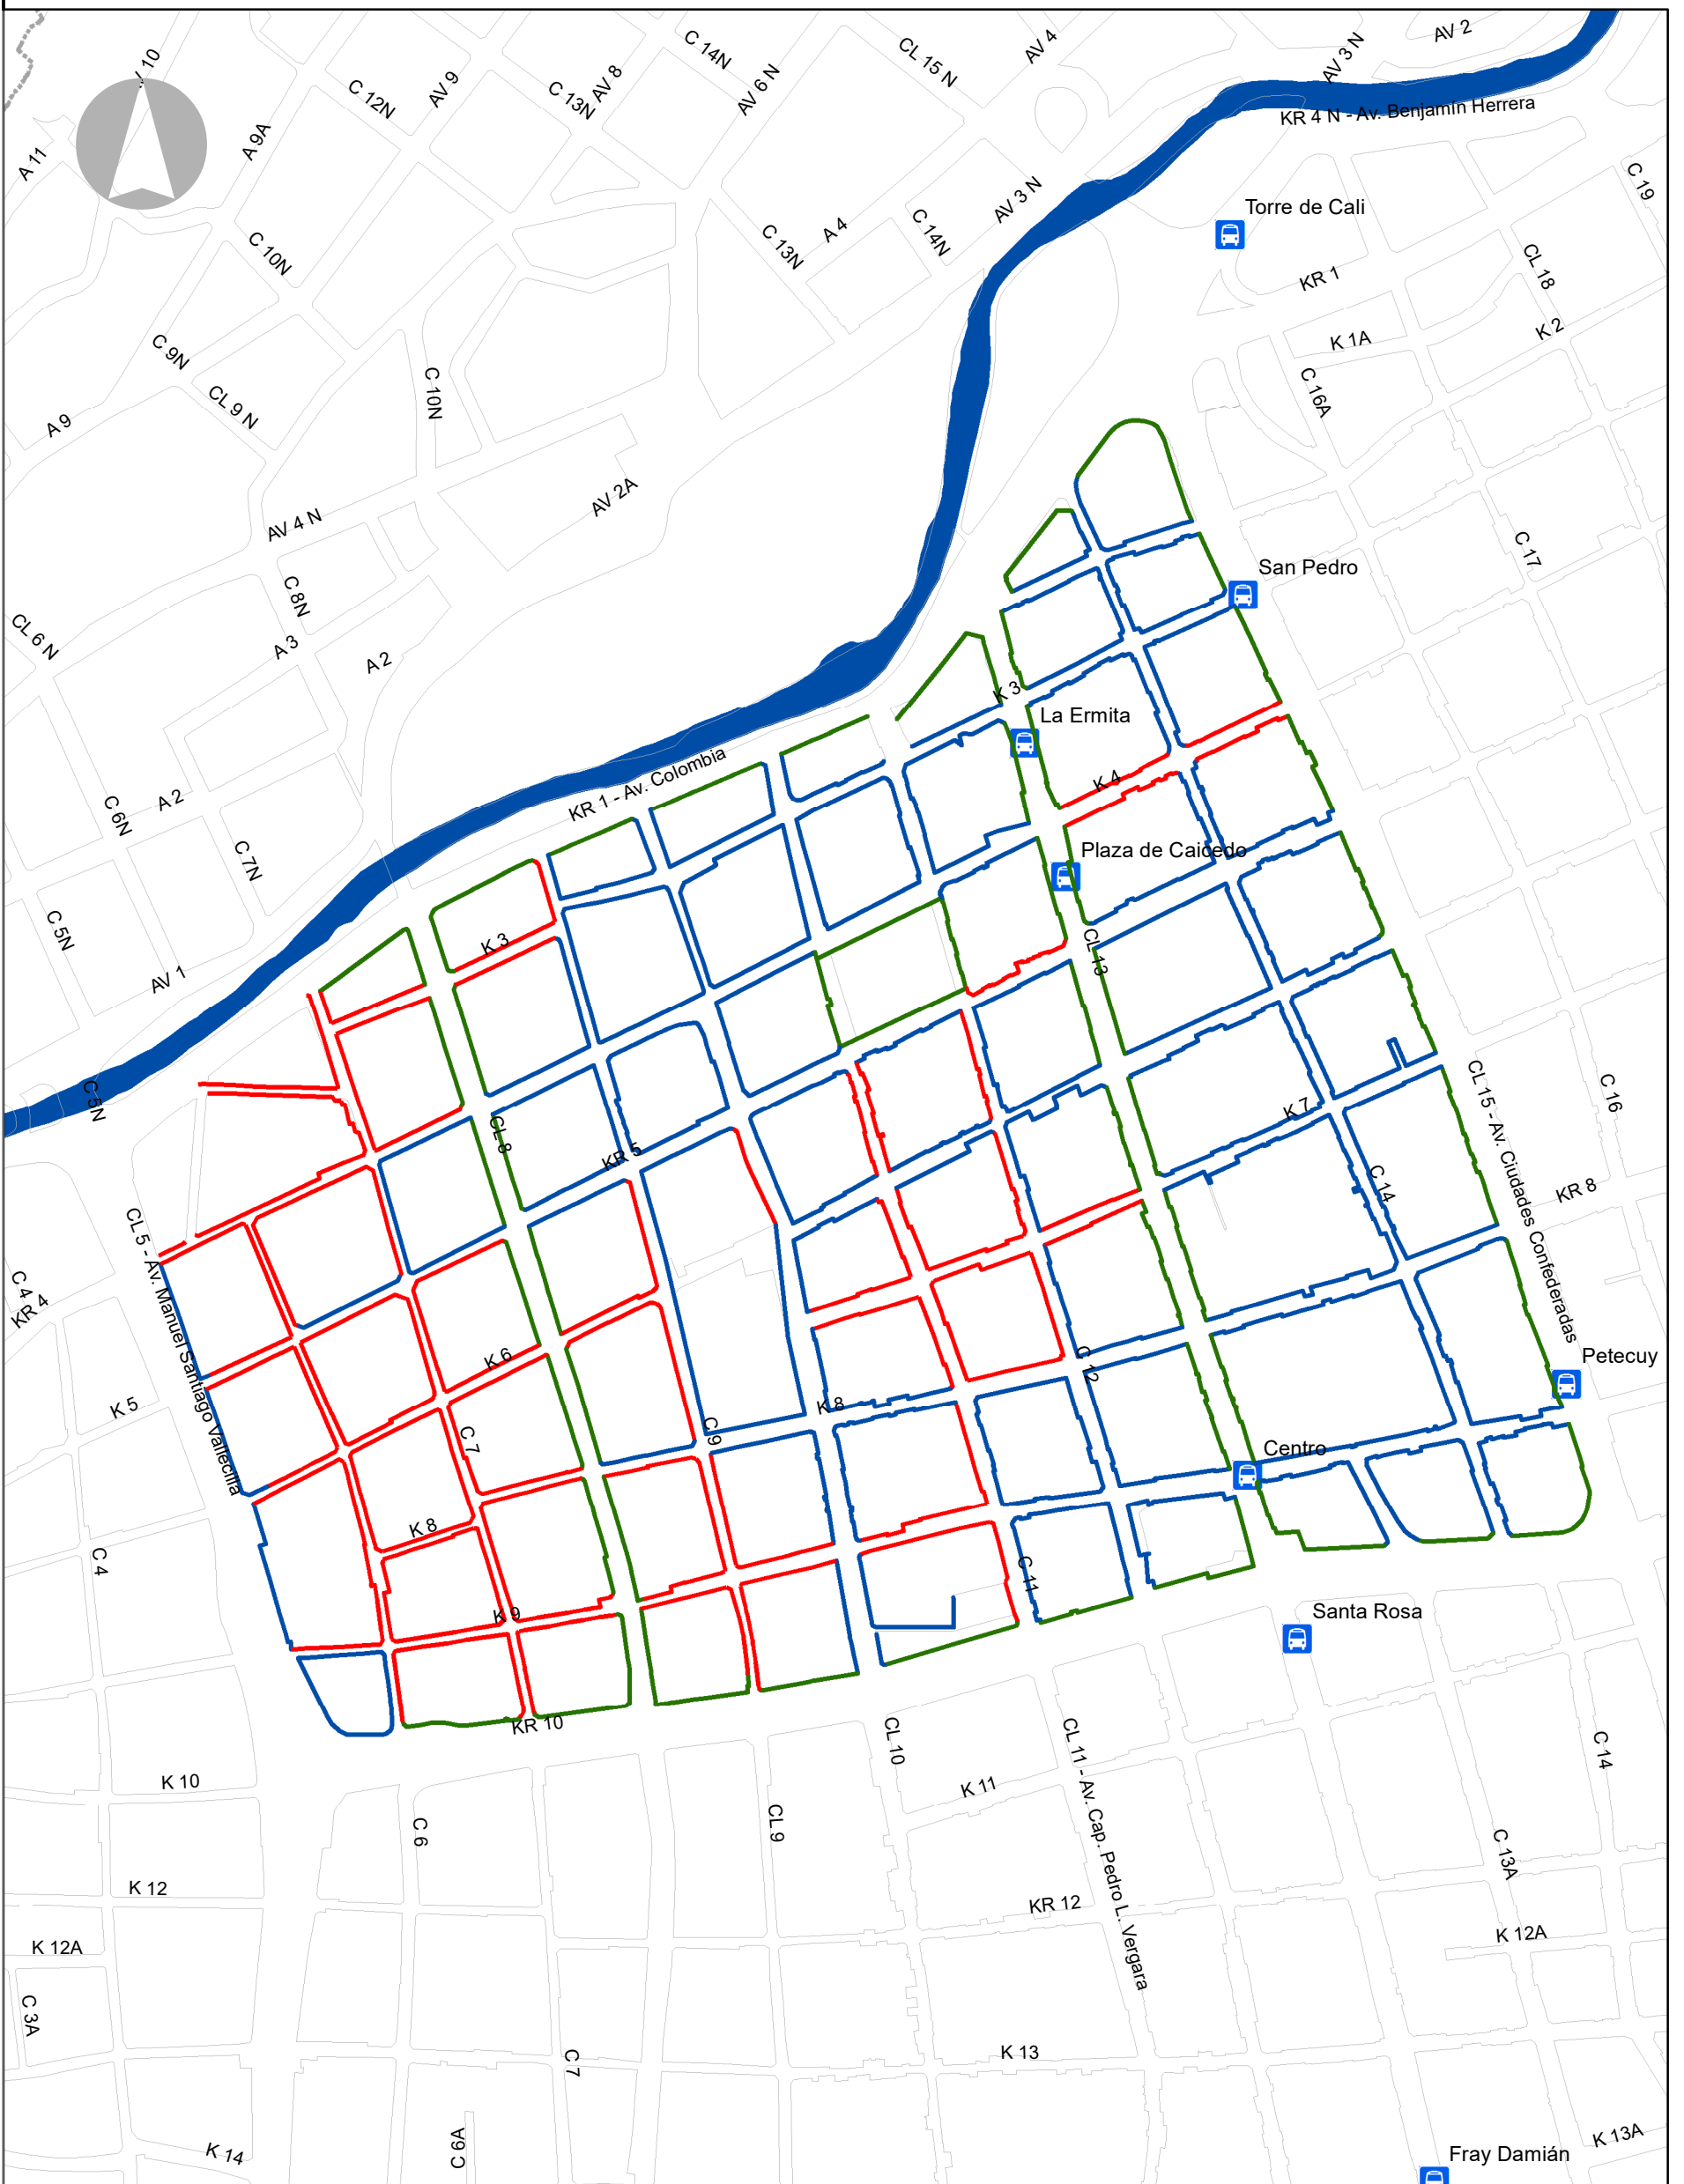 AV 2
C 14N
AV 4
CL 15 N
AV 3 N
AV 9
C 12N
C 13N
AV 8
AV 6 N
KR 4 N - Av. Benjamín Herrera
A 9A
A 11
C 19
AV 3 N
Torre de Cali
A 4
C 14N
C 13N
C 10N
CL 18
KR 1
K 2
K 1A
C 9N
C 10N
C 16A
CL 9 N
A 9
AV 2A
AV 4 N
C 17
San Pedro
C 8N
CL 6 N
A 3
A 2
K 3
La Ermita
KR 1 - Av. Colombia
K 4
A 2
C 6N
Plaza de Caicedo
C 7N
C 5N
K 3
CL 13
AV 1
C 5N
C 16
K 7
CL 8
KR 5
CL 15 - Av. Ciudades Confederadas
C 14
KR 8
CL 5 - Av. Manuel Santiago Vallecilla
C 4
KR 4
K 6
C 12
Petecuy
K 5
K 8
C 9
C 7
Centro
K 8
C 4
C 11
K 9
Santa Rosa
KR 10
CL 10
CL 11 - Av. Cap. Pedro L. Vergara
C 14
K 10
K 11
C 6
CL 9
C 13A
K 12
KR 12
K 12A
K 12A
C 3A
K 13
C 7
C 6A
K 14
K 13A
Fray Damián